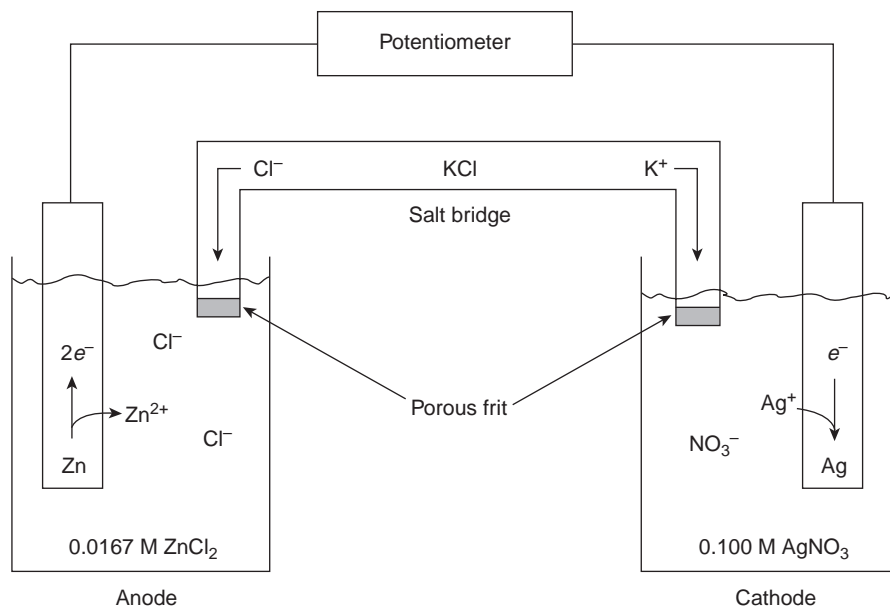 Potentiometer
Cl⁻ KCl K⁺
Salt bridge
2e⁻ Cl⁻ e⁻
Zn²⁺ Porous frit Ag⁺
Cl⁻ NO₃⁻
Zn Ag
0.0167 M ZnCl₂ 0.100 M AgNO₃
Anode Cathode